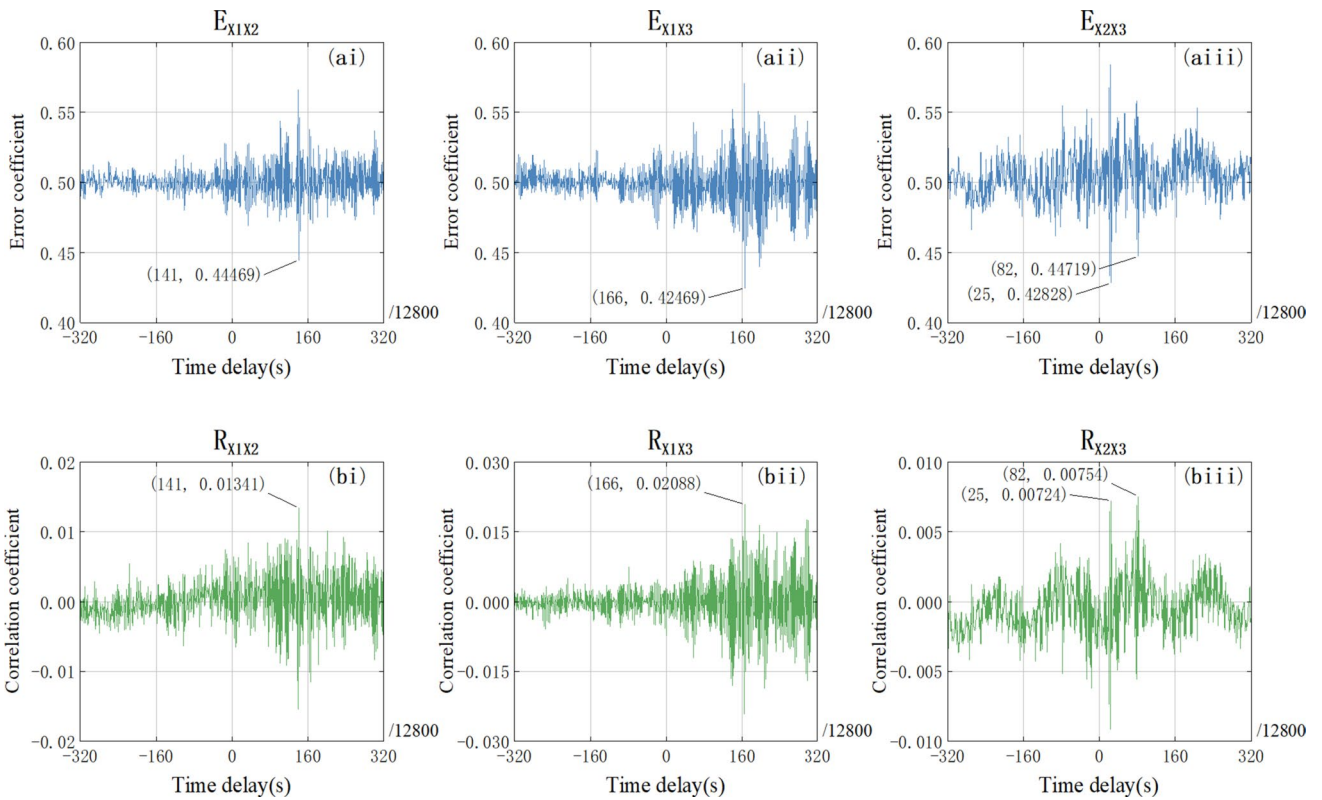 E_X1X2
(ai)
Error coefficient
0.60
0.55
0.50
0.45
0.40
(141, 0.44469)
-320 -160 0 160 320
/12800
Time delay(s)
E_X1X3
(aii)
Error coefficient
0.60
0.55
0.50
0.45
0.40
(166, 0.42469)
-320 -160 0 160 320
/12800
Time delay(s)
E_X2X3
(aiii)
Error coefficient
0.60
0.55
0.50
0.45
0.40
(82, 0.44719)
(25, 0.42828)
-320 -160 0 160 320
/12800
Time delay(s)
R_X1X2
(bi)
Correlation coefficient
0.02
0.01
0.00
-0.01
-0.02
(141, 0.01341)
-320 -160 0 160 320
/12800
Time delay(s)
R_X1X3
(bii)
Correlation coefficient
0.030
0.015
0.000
-0.015
-0.030
(166, 0.02088)
-320 -160 0 160 320
/12800
Time delay(s)
R_X2X3
(biii)
Correlation coefficient
0.010
0.005
0.000
-0.005
-0.010
(82, 0.00754)
(25, 0.00724)
-320 -160 0 160 320
/12800
Time delay(s)